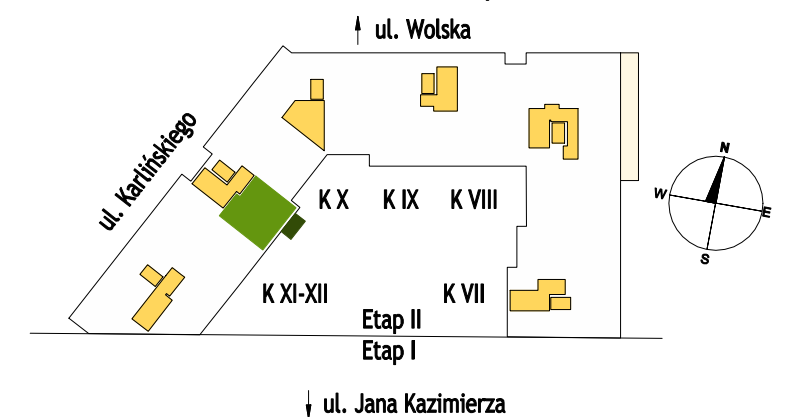 ul. Wolska
ul. Karlińskiego
N
W
E
S
K X K IX K VIII
K XI-XII K VII
Etap II
Etap I
ul. Jana Kazimierza